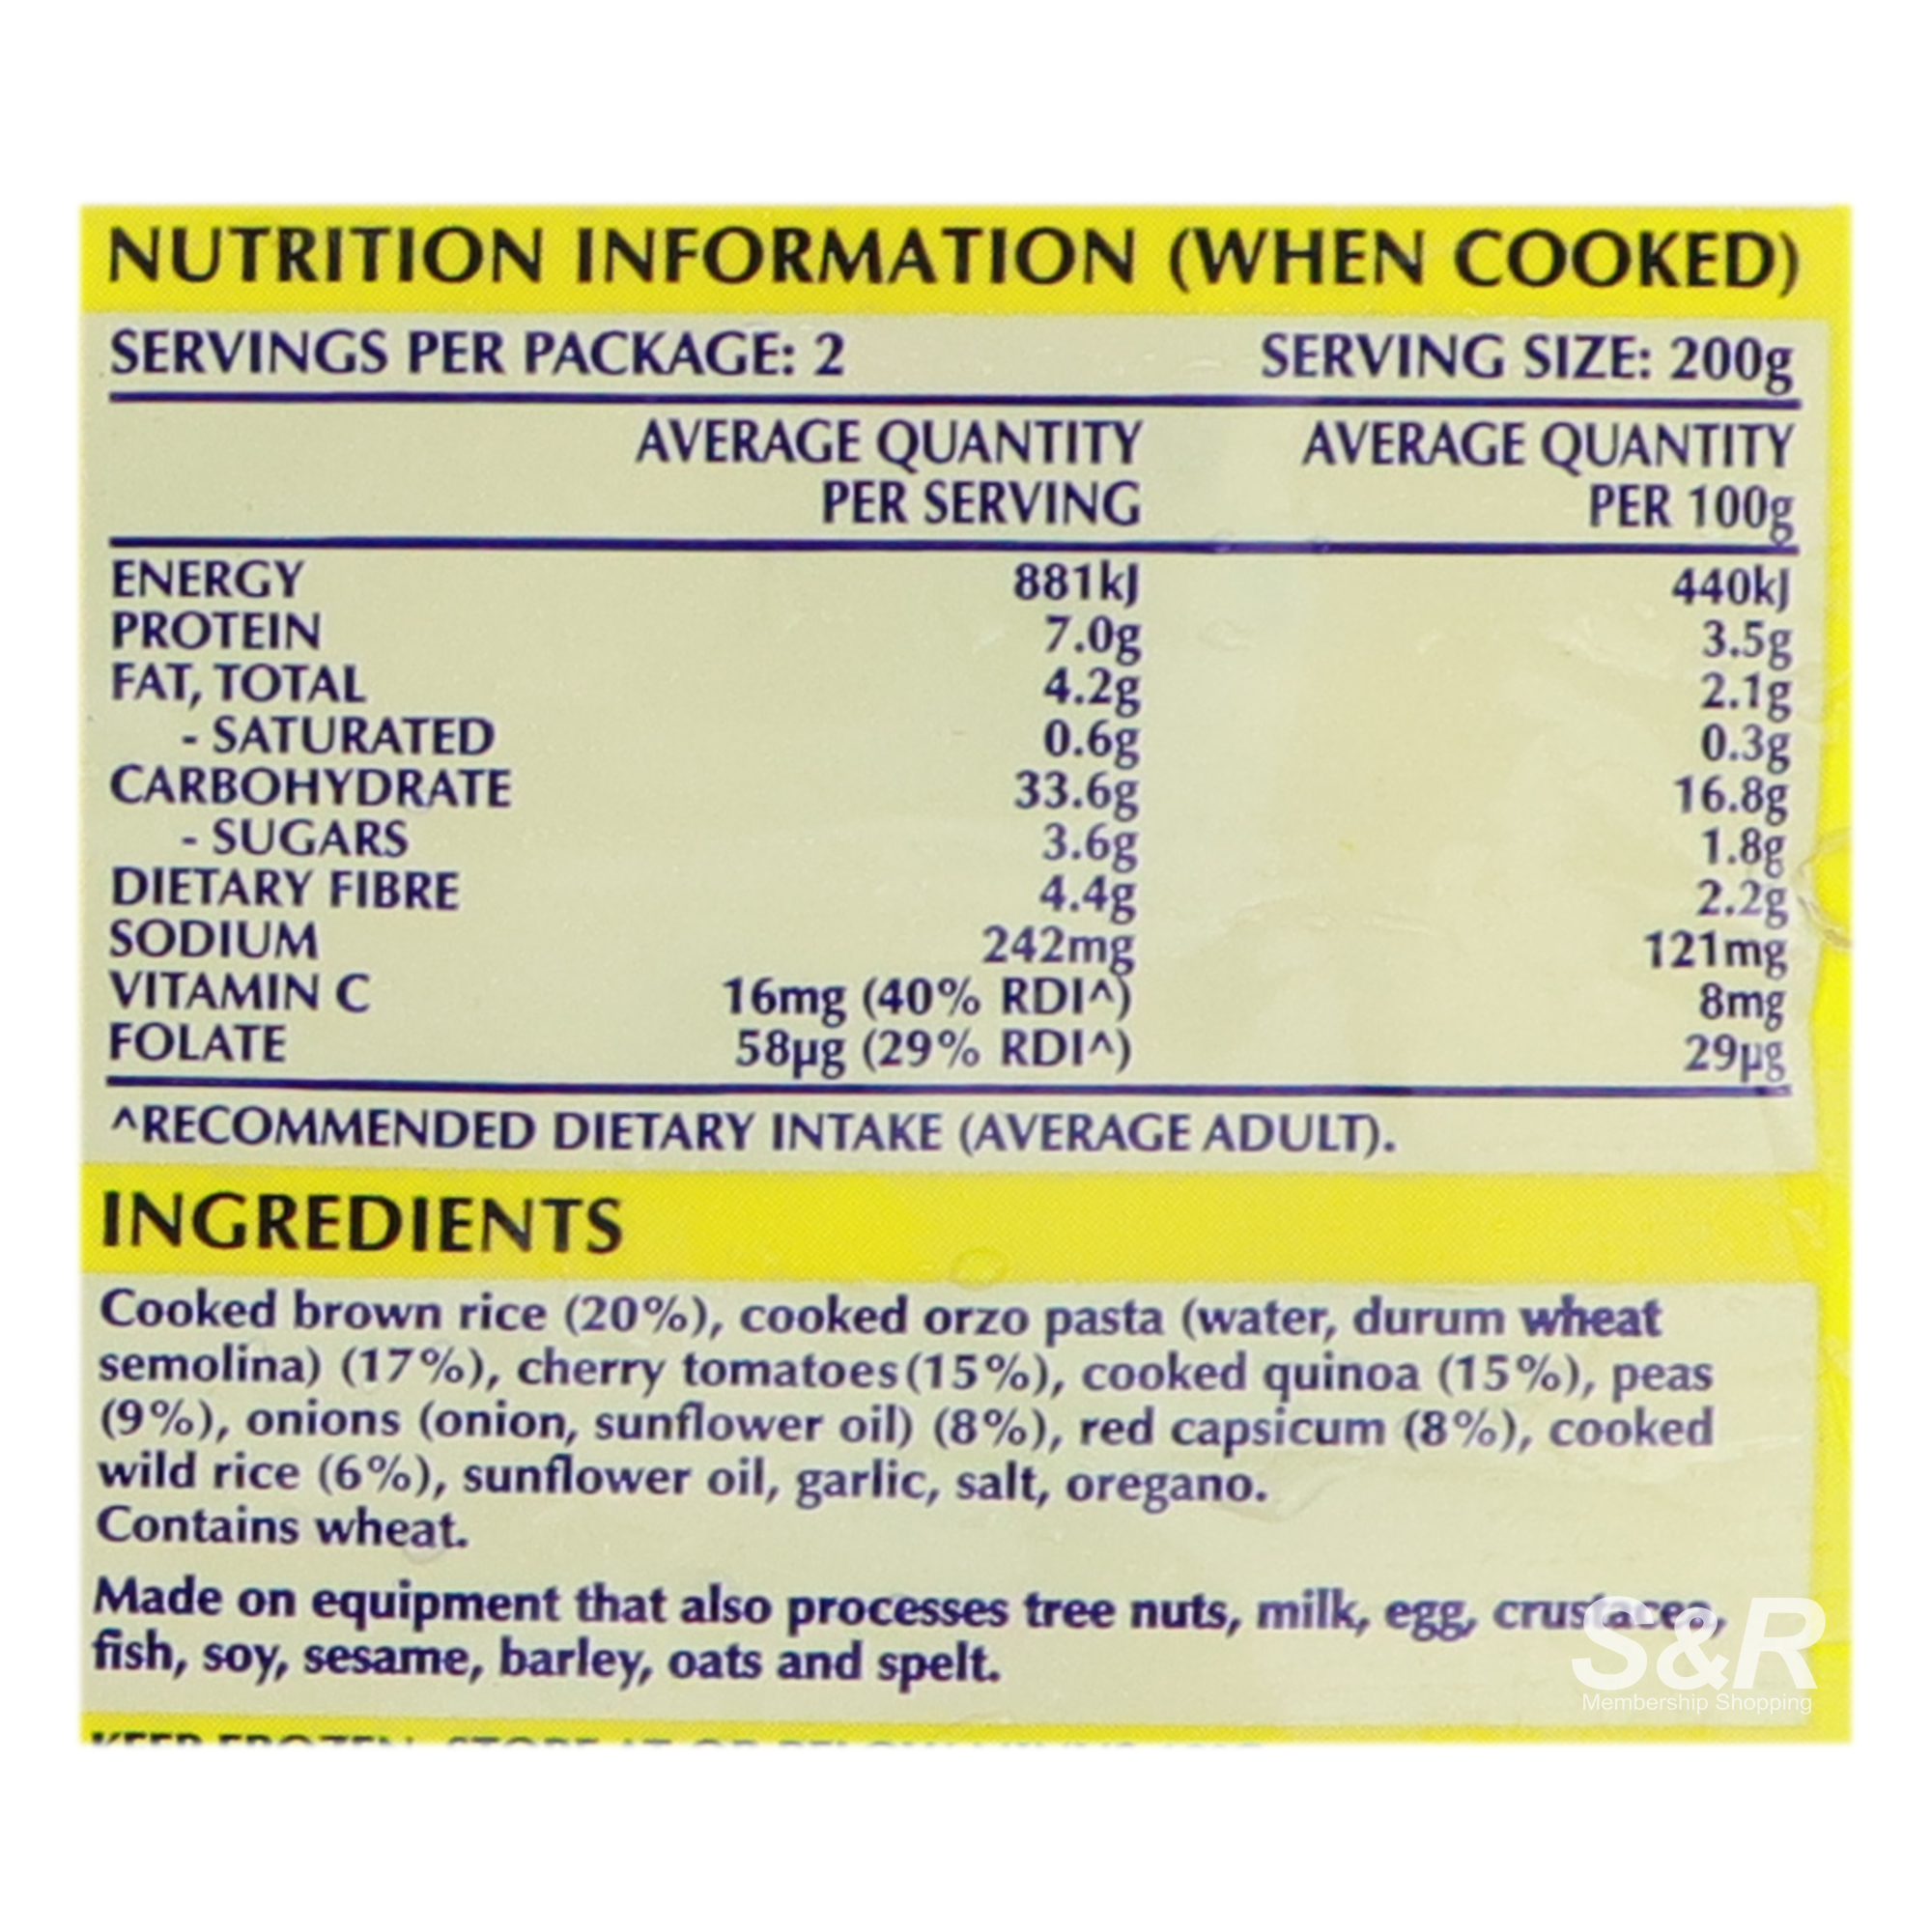 NUTRITION INFORMATION (WHEN COOKED)
SERVINGS PER PACKAGE: 2 SERVING SIZE: 200g
AVERAGE QUANTITY PER SERVING AVERAGE QUANTITY PER 100g
ENERGY 881kJ 440kJ
PROTEIN 7.0g 3.5g
FAT, TOTAL 4.2g 2.1g
- SATURATED 0.6g 0.3g
CARBOHYDRATE 33.6g 16.8g
- SUGARS 3.6g 1.8g
DIETARY FIBRE 4.4g 2.2g
SODIUM 242mg 121mg
VITAMIN C 16mg (40% RDI^) 8mg
FOLATE 58µg (29% RDI^) 29µg
^RECOMMENDED DIETARY INTAKE (AVERAGE ADULT).
INGREDIENTS
Cooked brown rice (20%), cooked orzo pasta (water, durum wheat
semolina) (17%), cherry tomatoes (15%), cooked quinoa (15%), peas
(9%), onions (onion, sunflower oil) (8%), red capsicum (8%), cooked
wild rice (6%), sunflower oil, garlic, salt, oregano.
Contains wheat.
Made on equipment that also processes tree nuts, milk, egg, crustacea,
fish, soy, sesame, barley, oats and spelt.
S&R
Membership Shopping
KEEP FROZEN